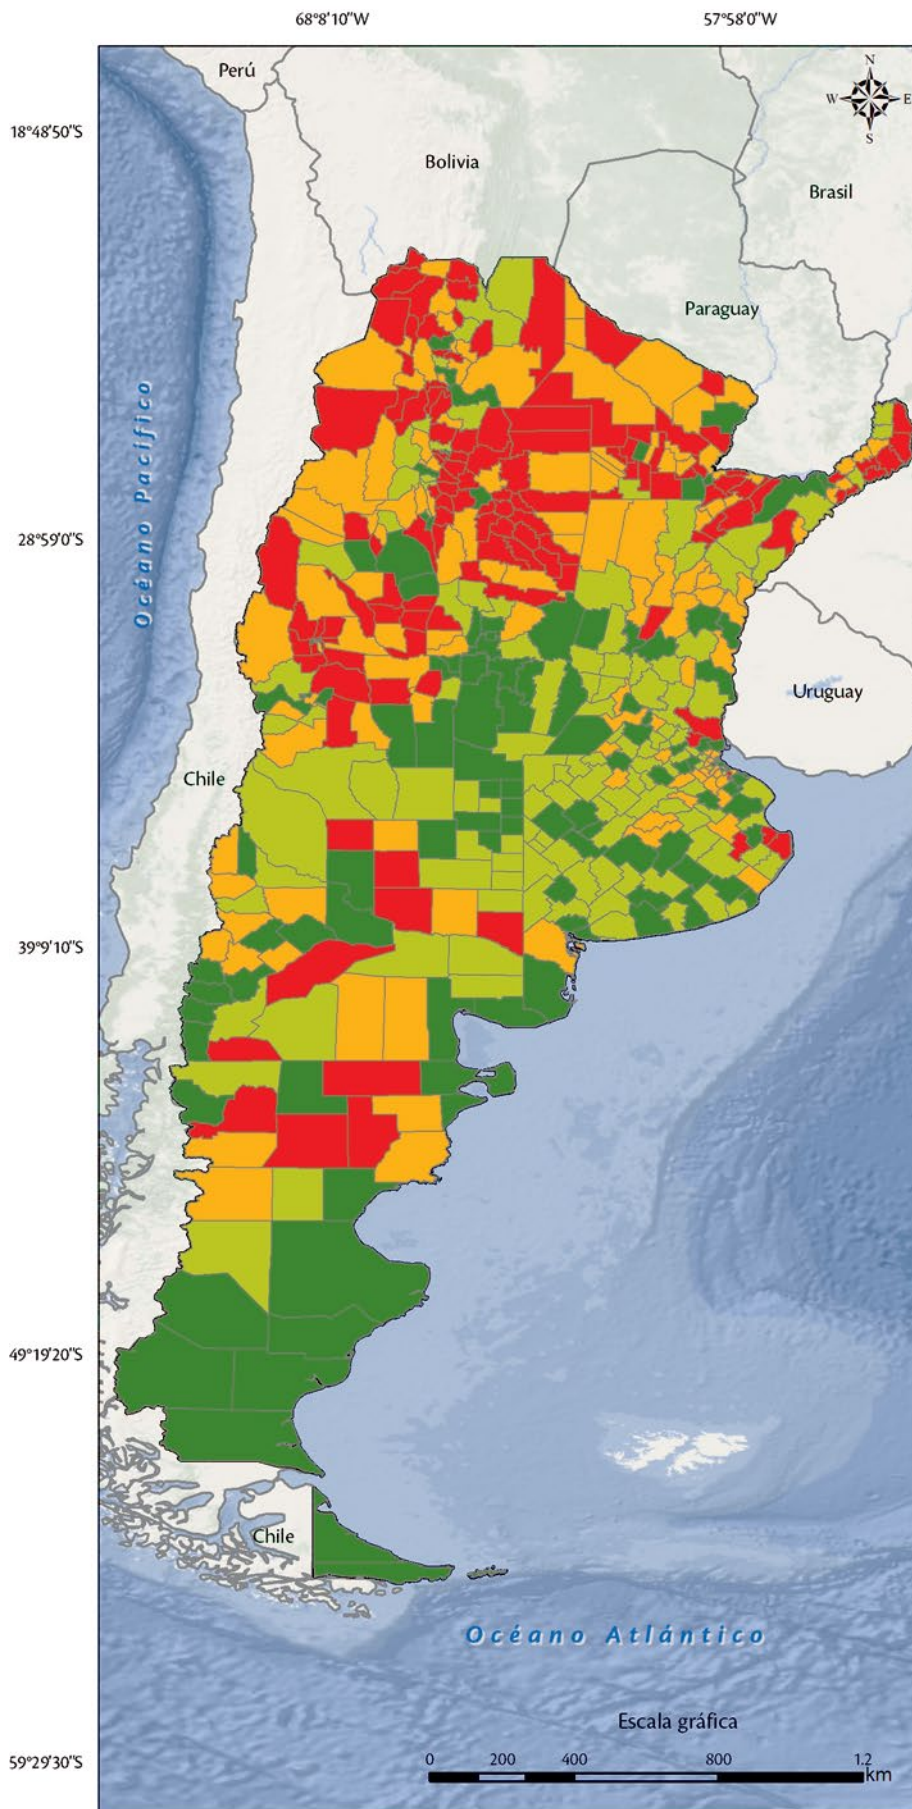 68°8'10"W 57°58'0"W
Perú
N
W E
S
18°48'50"S
Bolivia
Brasil
Paraguay
Océano Pacífico
28°59'0"S
Uruguay
Chile
39°9'10"S
49°19'20"S
Chile
Océano Atlántico
Escala gráfica
59°29'30"S
0 200 400 800 1.2
km